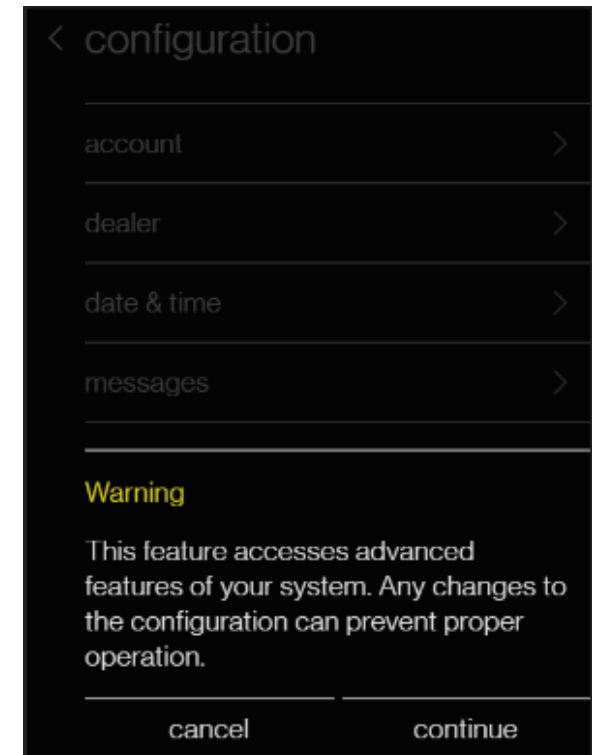 configuration
account
dealer
date & time
messages
Warning
This feature accesses advanced
features of your system. Any changes to
the configuration can prevent proper
operation.
cancel continue